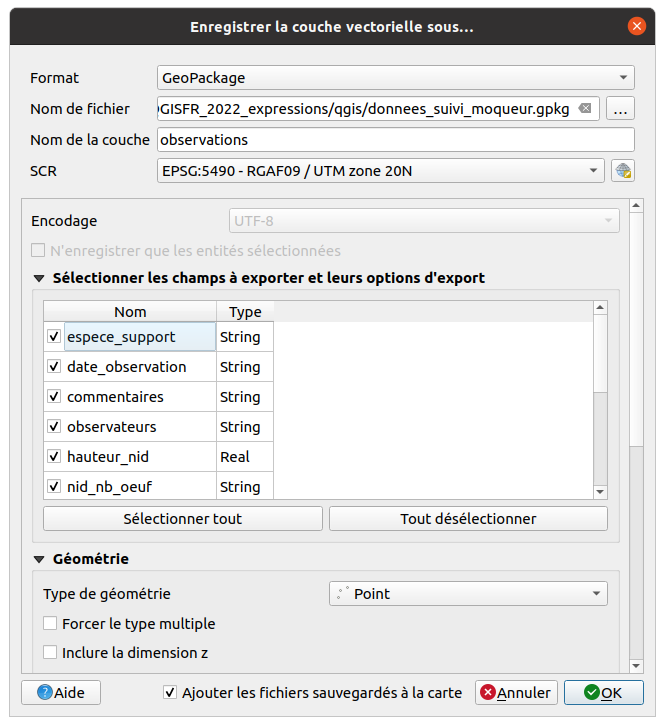 Enregistrer la couche vectorielle sous...
Format GeoPackage
Nom de fichier QGISFR_2022_expressions/qgis/donnees_suivi_moqueur.gpkg ...
Nom de la couche observations
SCR EPSG:5490 - RGAF09 / UTM zone 20N
Encodage UTF-8
N'enregistrer que les entités sélectionnées
Sélectionner les champs à exporter et leurs options d'export
Nom Type
espece_support String
date_observation String
commentaires String
observateurs String
hauteur_nid Real
nid_nb_oeuf String
Sélectionner tout Tout désélectionner
Géométrie
Type de géométrie Point
Forcer le type multiple
Inclure la dimension z
Aide Ajouter les fichiers sauvegardés à la carte Annuler OK